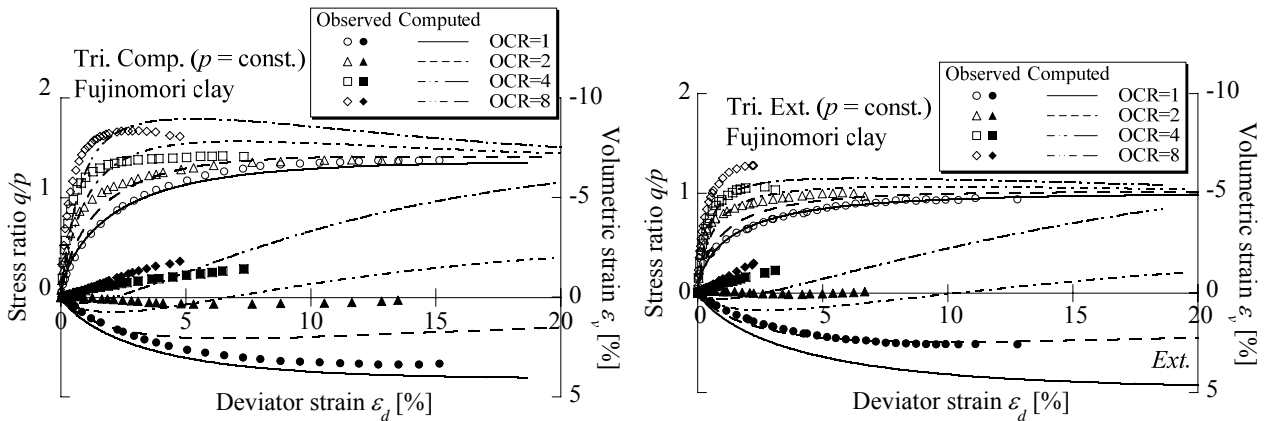 Observed Computed
OCR=1
OCR=2
OCR=4
OCR=8
Tri. Comp. (p = const.)
Fujinomori clay
2
1
0
Stress ratio q/p
-10
-5
0
5
Volumetric strain ε_v [%]
0 5 10 15 20
Deviator strain ε_d [%]
Observed Computed
OCR=1
OCR=2
OCR=4
OCR=8
Tri. Ext. (p = const.)
Fujinomori clay
2
1
0
Stress ratio q/p
-10
-5
0
5
Volumetric strain ε_v [%]
0 5 10 15 20
Ext.
Deviator strain ε_d [%]